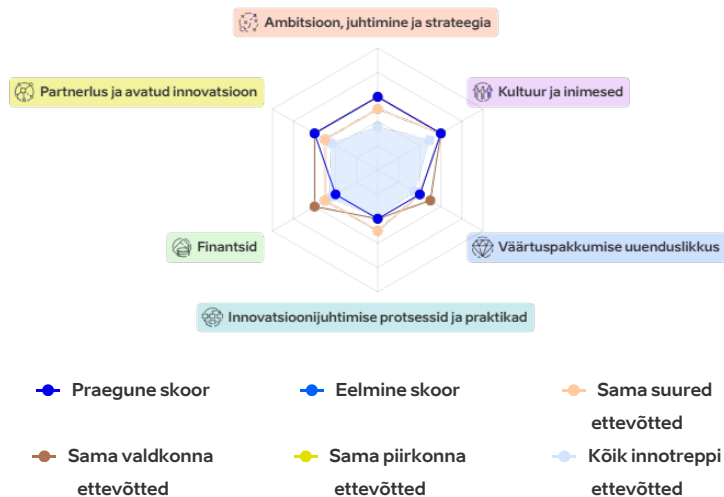 Ambitsioon, juhtimine ja strateegia
Partnerlus ja avatud innovatsioon
Kultuur ja inimesed
Finantsid
Väärtuspakkumise uuenduslikkus
Innovatsioonijuhtimise protsessid ja praktikad
Praegune skoor
Eelmine skoor
Sama suured
ettevõtted
Sama valdkonna
ettevõtted
Sama piirkonna
ettevõtted
Kõik innotreppi
ettevõtted